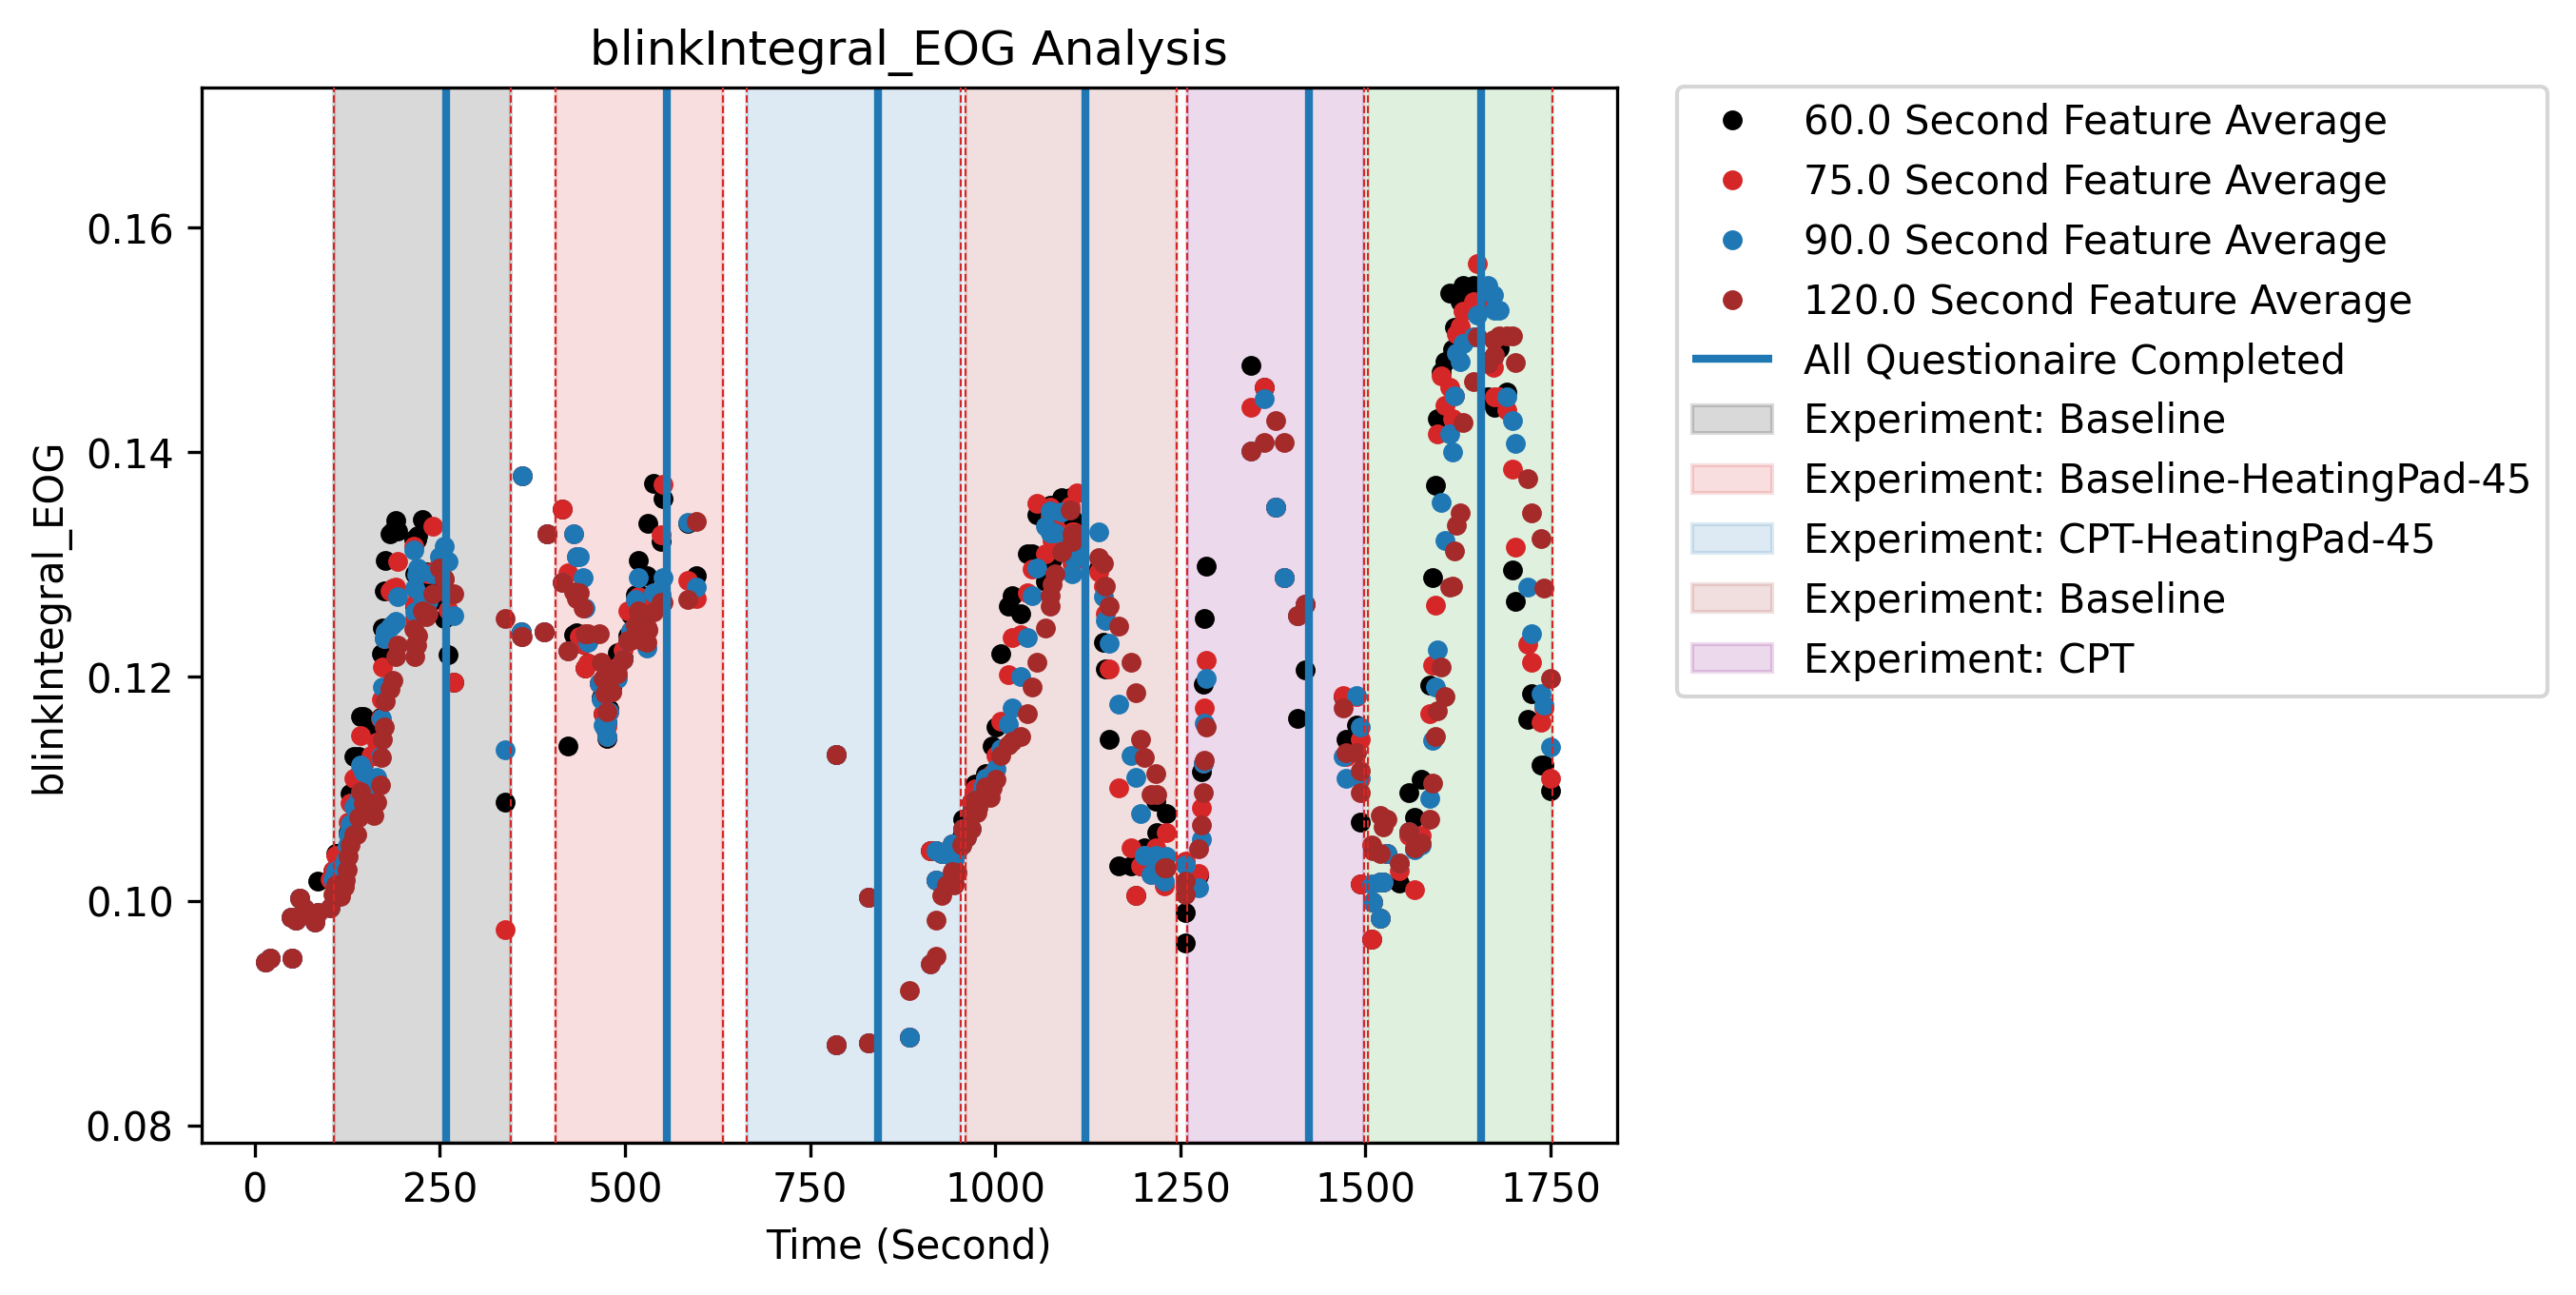 blinkIntegral_EOG Analysis
blinkIntegral_EOG
0.16
0.14
0.12
0.10
0.08
0 250 500 750 1000 1250 1500 1750
Time (Second)
60.0 Second Feature Average
75.0 Second Feature Average
90.0 Second Feature Average
120.0 Second Feature Average
All Questionaire Completed
Experiment: Baseline
Experiment: Baseline-HeatingPad-45
Experiment: CPT-HeatingPad-45
Experiment: Baseline
Experiment: CPT